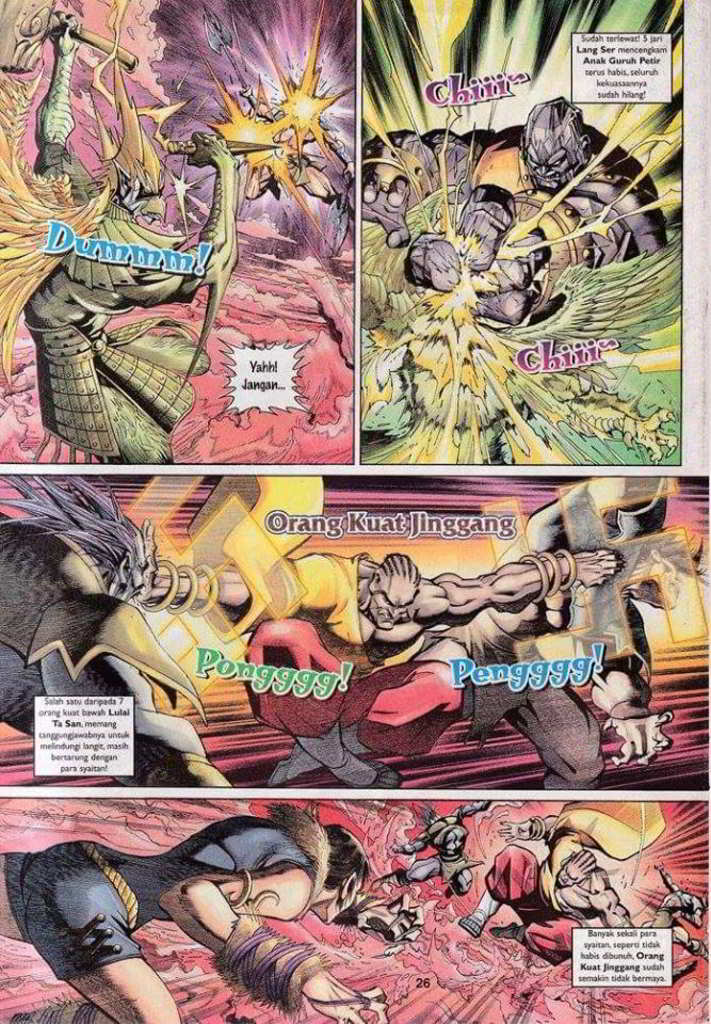 Dummm!
Yahh!
Jangan...
Sudah terlewat! 5 jari
Lang Ser mencengkam
Anak Guruh Petir
terus habis, seluruh
kekuasaannya
sudah hilang!
Chiii~
Chiii~
Orang Kuat Jinggang
Pongggg!
Pengggg!
Salah satu daripada 7
orang kuat bawah Lulai
Ta San, memang
tanggungjawabnya untuk
melindungi langit, masih
bertarung dengan
para syaitan!
Banyak sekali para
syaitan, seperti tidak
habis dibunuh, Orang
Kuat Jinggang sudah
semakin tidak bermaya.
26